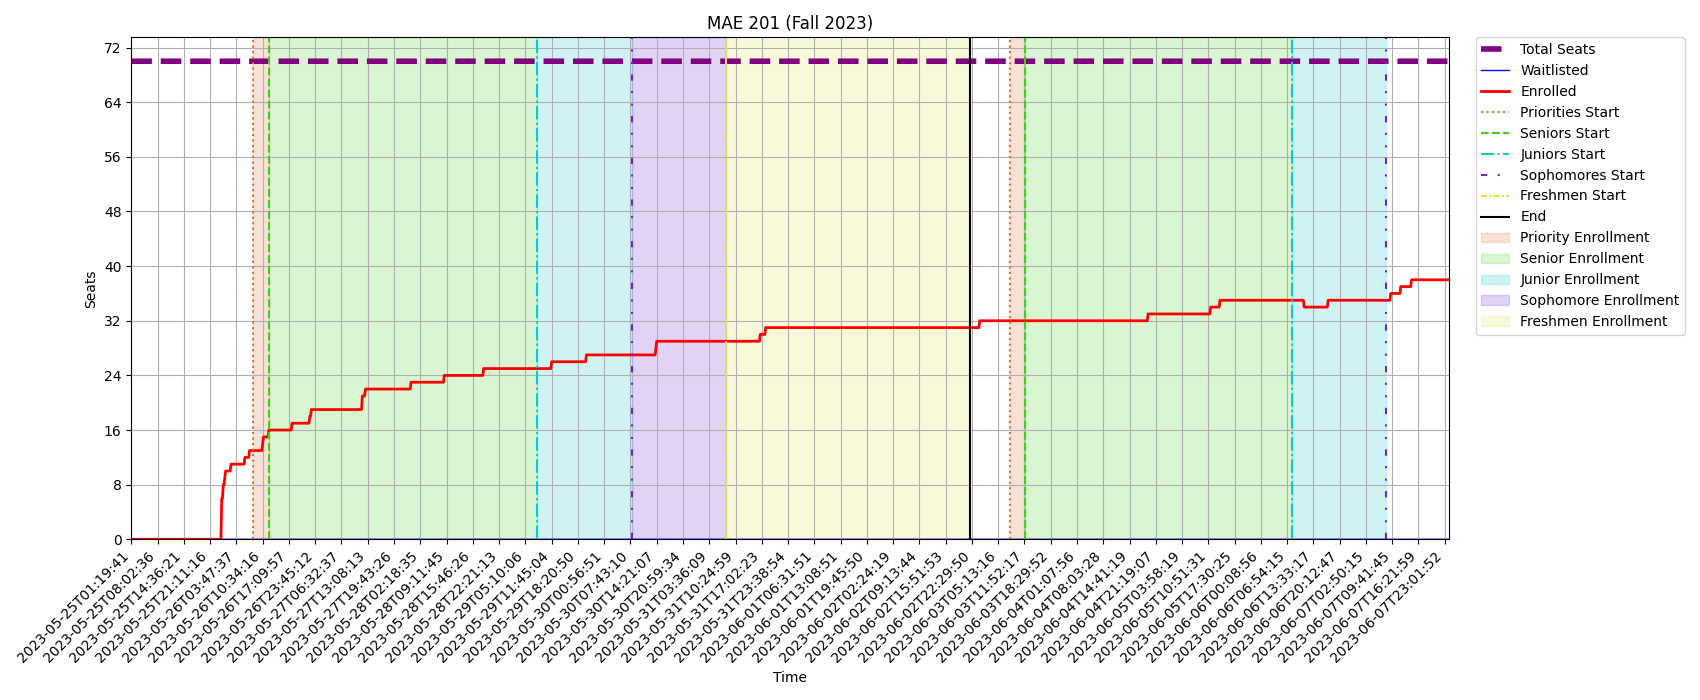 MAE 201 (Fall 2023)
Seats
72
64
56
48
40
32
24
16
8
0
2023-05-25T01:19:41
2023-05-25T08:02:36
2023-05-25T14:36:21
2023-05-25T21:11:16
2023-05-26T03:47:37
2023-05-26T10:34:16
2023-05-26T17:09:57
2023-05-26T23:45:12
2023-05-27T06:32:37
2023-05-27T13:08:13
2023-05-27T19:43:26
2023-05-28T02:18:35
2023-05-28T09:11:45
2023-05-28T15:46:26
2023-05-28T22:21:13
2023-05-29T05:10:06
2023-05-29T11:45:04
2023-05-29T18:20:50
2023-05-30T00:56:51
2023-05-30T07:43:10
2023-05-30T14:21:07
2023-05-30T20:59:34
2023-05-31T03:36:09
2023-05-31T10:24:59
2023-05-31T17:02:23
2023-05-31T23:38:54
2023-06-01T06:31:51
2023-06-01T13:08:51
2023-06-01T19:45:50
2023-06-02T02:24:19
2023-06-02T09:13:44
2023-06-02T15:51:53
2023-06-02T22:29:50
2023-06-03T05:13:16
2023-06-03T11:52:17
2023-06-03T18:29:52
2023-06-04T01:07:56
2023-06-04T08:03:28
2023-06-04T14:41:19
2023-06-04T21:19:07
2023-06-05T03:58:19
2023-06-05T10:51:31
2023-06-05T17:30:25
2023-06-06T00:08:56
2023-06-06T06:54:15
2023-06-06T13:33:17
2023-06-06T20:12:47
2023-06-07T02:50:15
2023-06-07T09:41:45
2023-06-07T16:21:59
2023-06-07T23:01:52
Time
Total Seats
Waitlisted
Enrolled
Priorities Start
Seniors Start
Juniors Start
Sophomores Start
Freshmen Start
End
Priority Enrollment
Senior Enrollment
Junior Enrollment
Sophomore Enrollment
Freshmen Enrollment